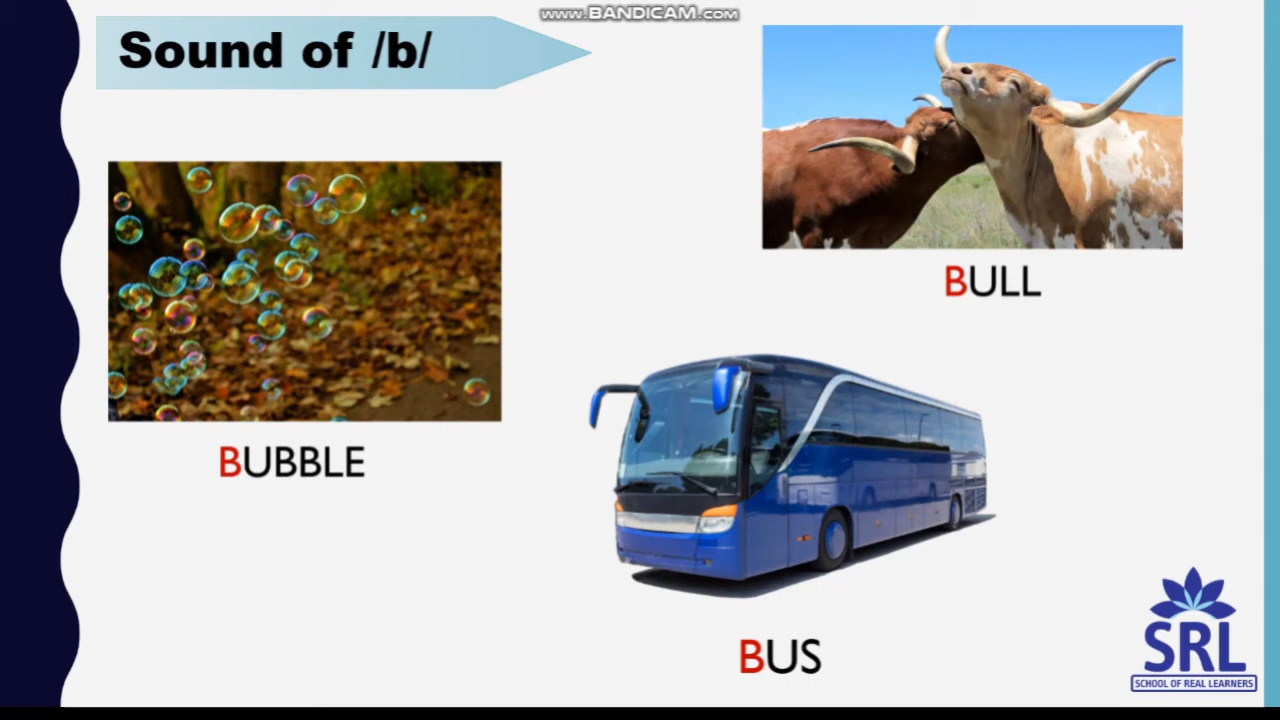 www.BANDICAM.com
Sound of /b/
BULL
BUBBLE
BUS
SRL
SCHOOL OF REAL LEARNERS